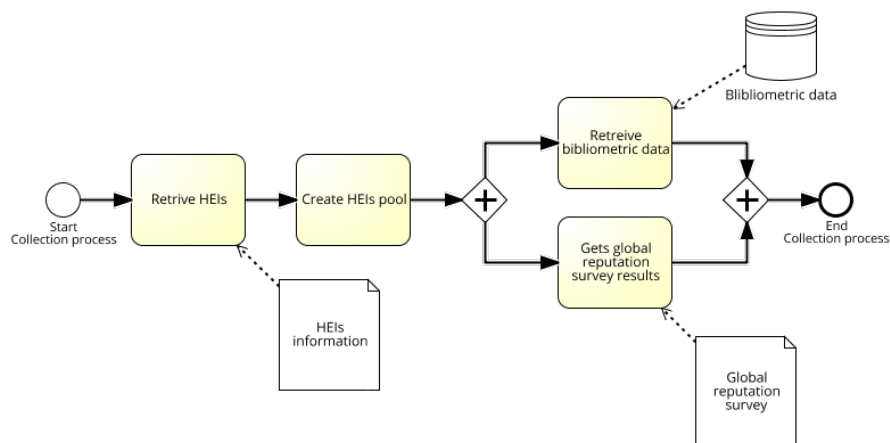 Blibliometric data
Retreive
bibliometric data
Retrive HEIs
Create HEIs pool
Start
Collection process
End
Collection process
Gets global
reputation
survey results
HEIs
information
Global
reputation
survey